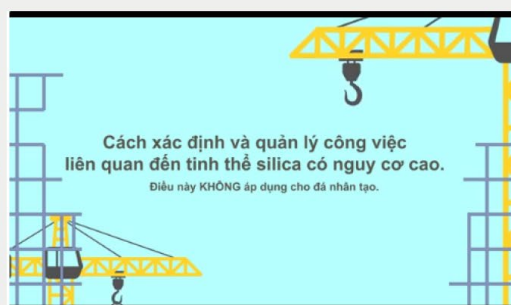 Cách xác định và quản lý công việc
liên quan đến tinh thể silica có nguy cơ cao.
Điều này KHÔNG áp dụng cho đá nhân tạo.